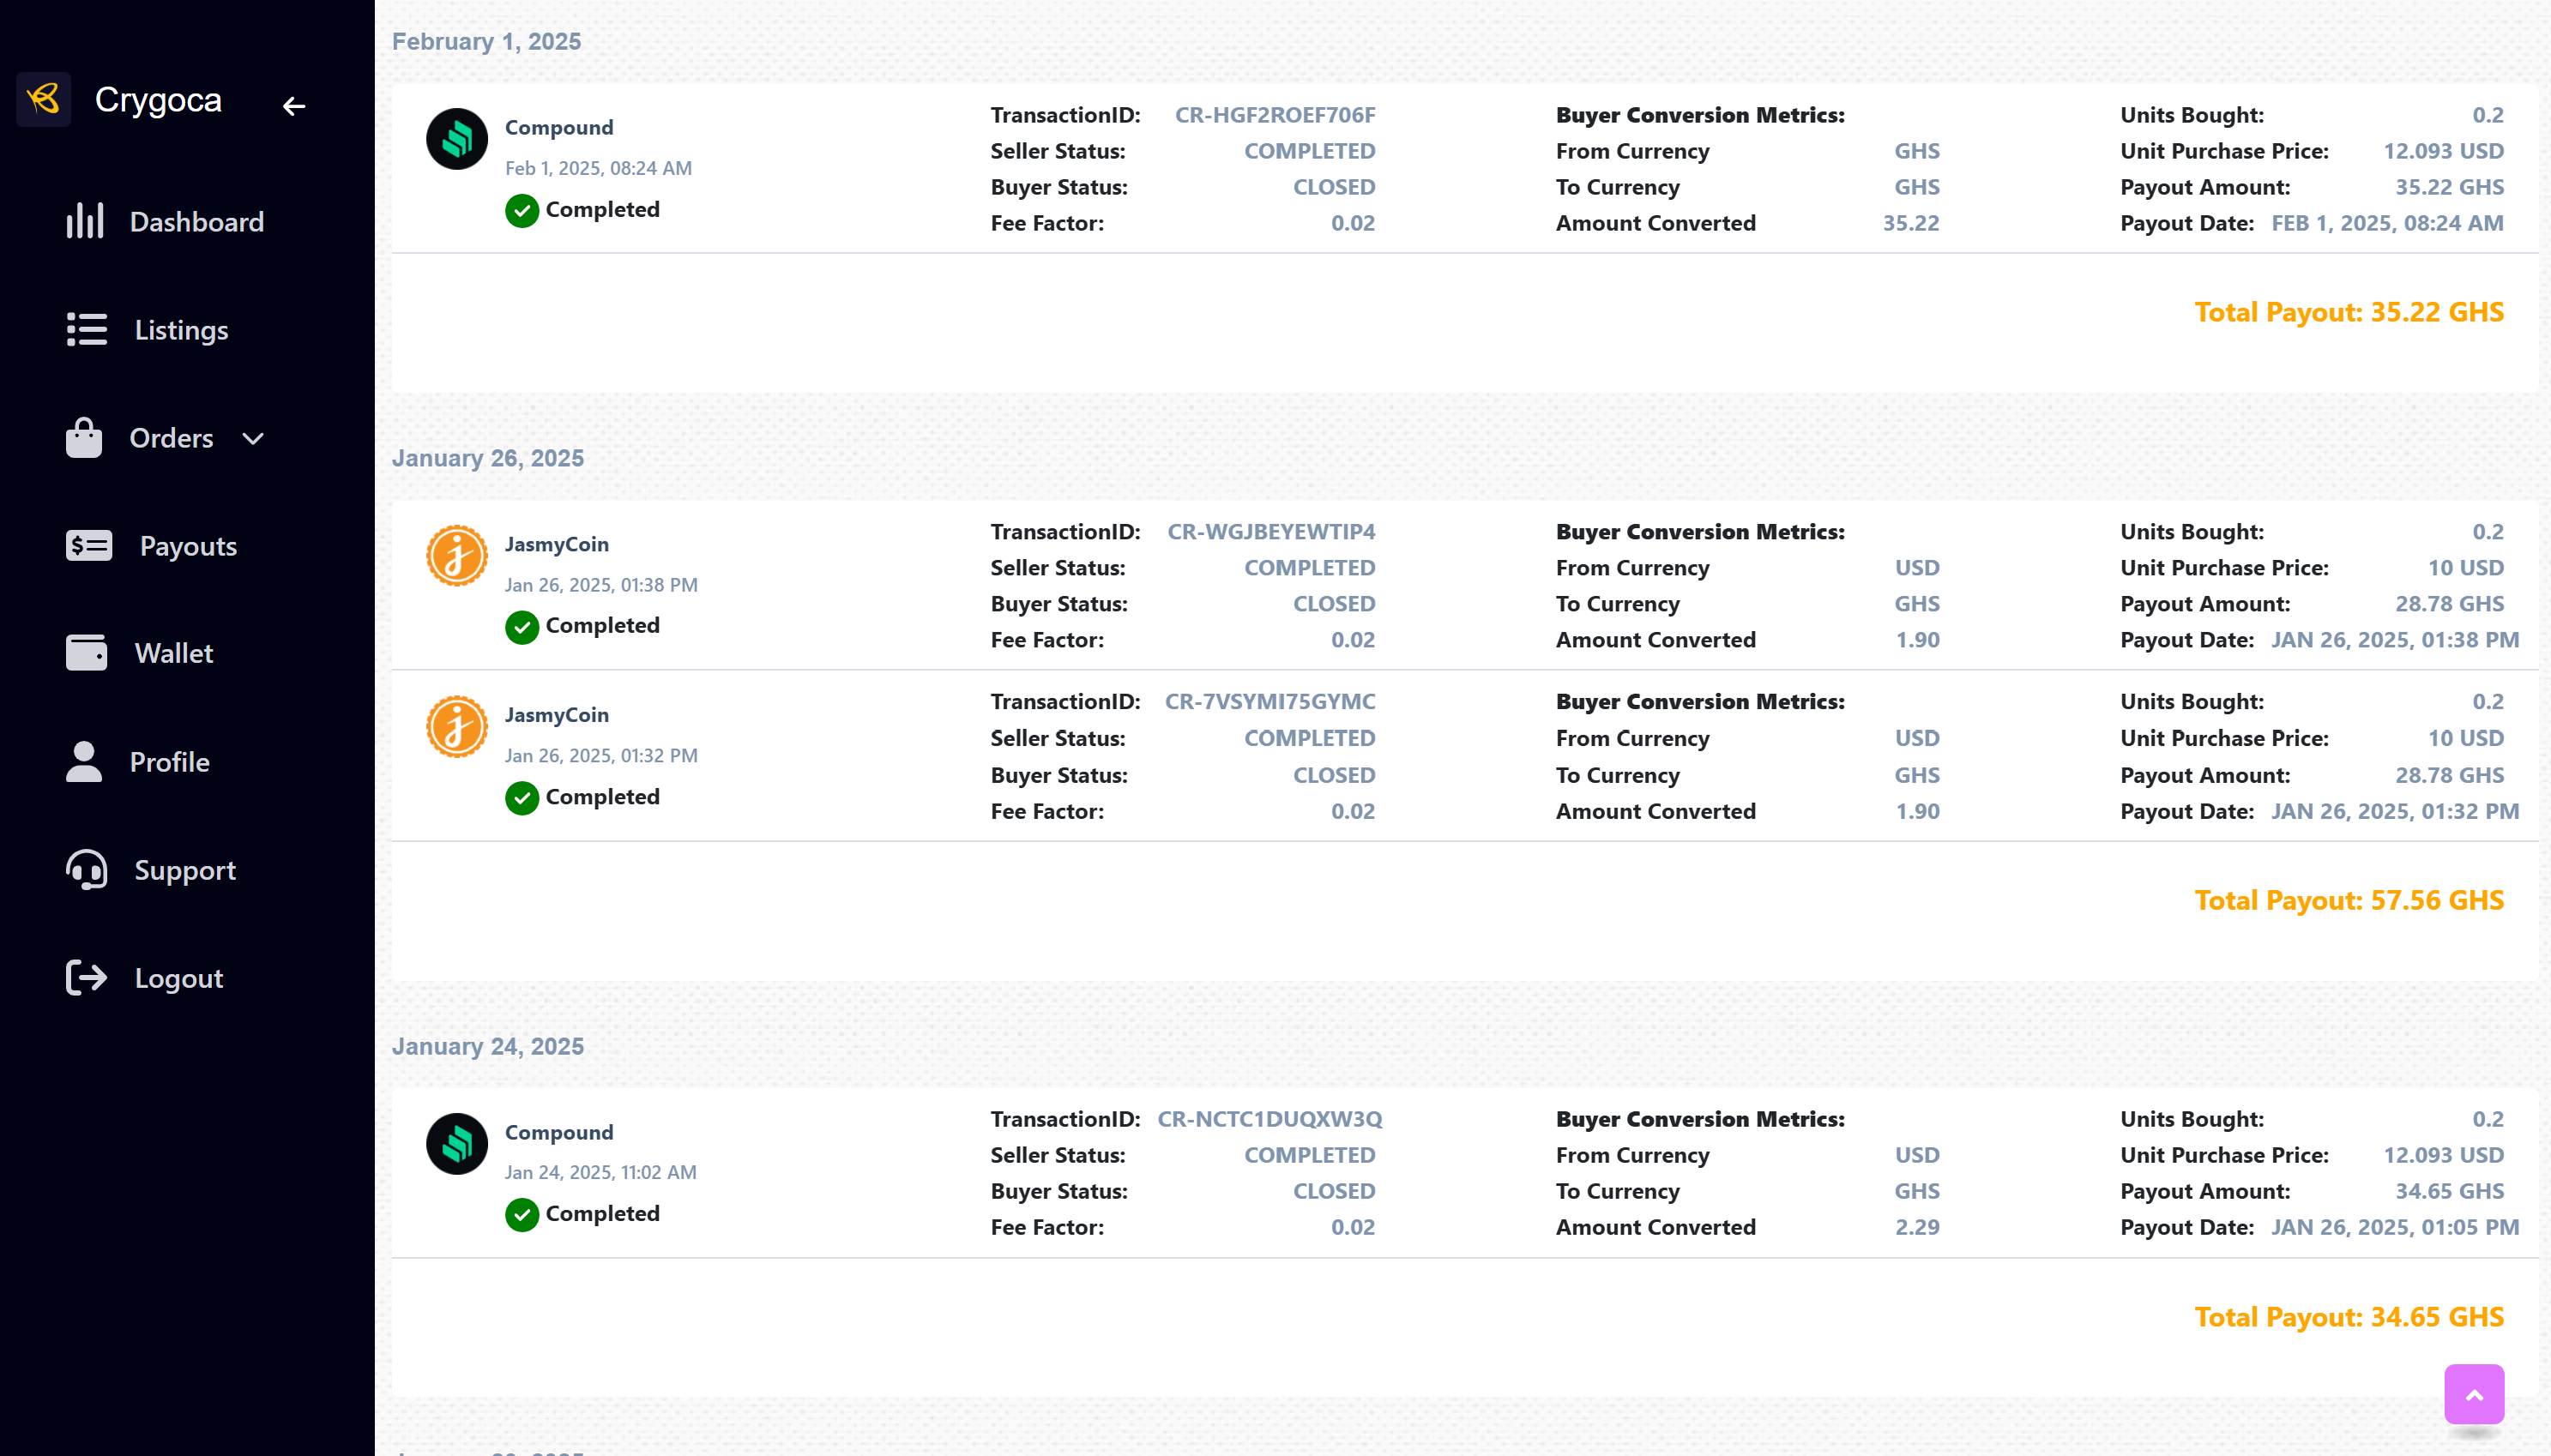 Crygoca
Dashboard
Listings
Orders
Payouts
Wallet
Profile
Support
Logout
February 1, 2025
Compound
Feb 1, 2025, 08:24 AM
Completed
TransactionID: CR-HGF2ROEF706F
Seller Status: COMPLETED
Buyer Status: CLOSED
Fee Factor: 0.02
Buyer Conversion Metrics:
From Currency GHS
To Currency GHS
Amount Converted 35.22
Units Bought: 0.2
Unit Purchase Price: 12.093 USD
Payout Amount: 35.22 GHS
Payout Date: FEB 1, 2025, 08:24 AM
Total Payout: 35.22 GHS
January 26, 2025
JasmyCoin
Jan 26, 2025, 01:38 PM
Completed
TransactionID: CR-WGJBEYEWTIP4
Seller Status: COMPLETED
Buyer Status: CLOSED
Fee Factor: 0.02
Buyer Conversion Metrics:
From Currency USD
To Currency GHS
Amount Converted 1.90
Units Bought: 0.2
Unit Purchase Price: 10 USD
Payout Amount: 28.78 GHS
Payout Date: JAN 26, 2025, 01:38 PM
JasmyCoin
Jan 26, 2025, 01:32 PM
Completed
TransactionID: CR-7VSYMI75GYMC
Seller Status: COMPLETED
Buyer Status: CLOSED
Fee Factor: 0.02
Buyer Conversion Metrics:
From Currency USD
To Currency GHS
Amount Converted 1.90
Units Bought: 0.2
Unit Purchase Price: 10 USD
Payout Amount: 28.78 GHS
Payout Date: JAN 26, 2025, 01:32 PM
Total Payout: 57.56 GHS
January 24, 2025
Compound
Jan 24, 2025, 11:02 AM
Completed
TransactionID: CR-NCTC1DUQXW3Q
Seller Status: COMPLETED
Buyer Status: CLOSED
Fee Factor: 0.02
Buyer Conversion Metrics:
From Currency USD
To Currency GHS
Amount Converted 2.29
Units Bought: 0.2
Unit Purchase Price: 12.093 USD
Payout Amount: 34.65 GHS
Payout Date: JAN 26, 2025, 01:05 PM
Total Payout: 34.65 GHS